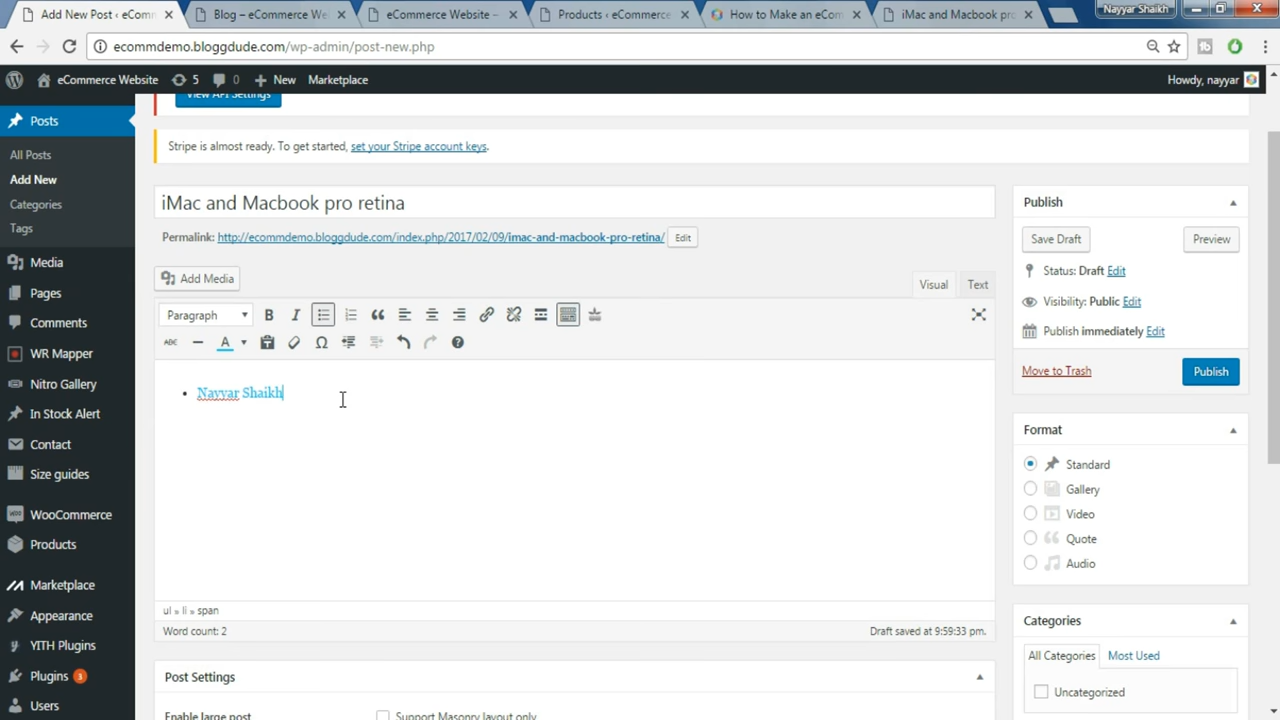 Add New Post ‹ eComm
Blog – eCommerce We
eCommerce Website –
Products ‹ eCommerce
How to Make an eCom
iMac and Macbook pro
Nayyar Shaikh
ecommdemo.bloggdude.com/wp-admin/post-new.php
eCommerce Website
5
0
New
Marketplace
Howdy, nayyar
Posts
All Posts
Add New
Categories
Tags
Media
Pages
Comments
WR Mapper
Nitro Gallery
In Stock Alert
Contact
Size guides
WooCommerce
Products
Marketplace
Appearance
YITH Plugins
Plugins 3
Users
View API Settings
Stripe is almost ready. To get started, set your Stripe account keys.
iMac and Macbook pro retina
Permalink: http://ecommdemo.bloggdude.com/index.php/2017/02/09/imac-and-macbook-pro-retina/ Edit
Add Media
Visual Text
Paragraph
B I
ABC A
Nayyar Shaikh
ul » li » span
Word count: 2
Draft saved at 9:59:33 pm.
Post Settings
Enable large post
Support Masonry layout only
Publish
Save Draft
Preview
Status: Draft Edit
Visibility: Public Edit
Publish immediately Edit
Move to Trash
Publish
Format
Standard
Gallery
Video
Quote
Audio
Categories
All Categories Most Used
Uncategorized